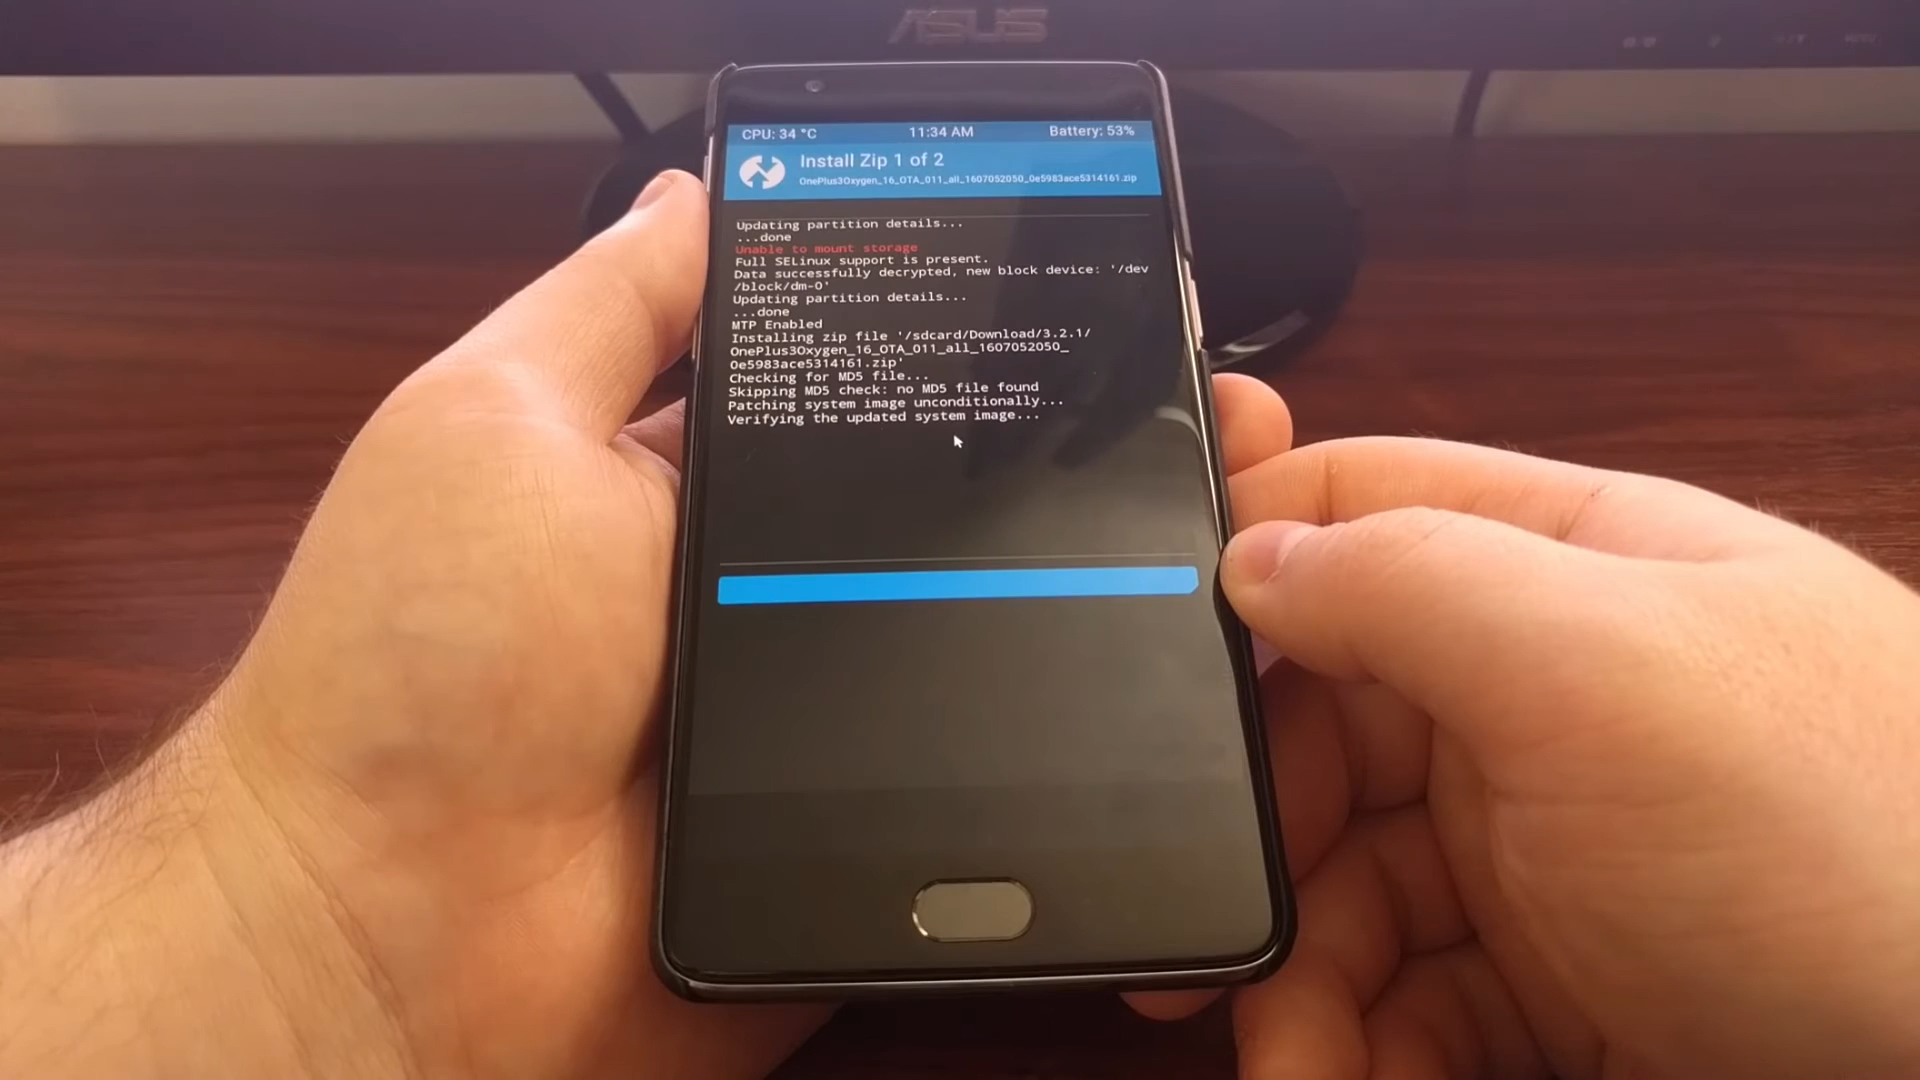 ASUS
CPU: 34 °C 11:34 AM Battery: 53%
Install Zip 1 of 2
OnePlus3Oxygen_16_OTA_011_all_1607052050_0e5983ace5314161.zip
Updating partition details...
...done
Unable to mount storage
Full SELinux support is present.
Data successfully decrypted, new block device: '/dev
/block/dm-0'
Updating partition details...
...done
MTP Enabled
Installing zip file '/sdcard/Download/3.2.1/
OnePlus3Oxygen_16_OTA_011_all_1607052050_
0e5983ace5314161.zip'
Checking for MD5 file...
Skipping MD5 check: no MD5 file found
Patching system image unconditionally...
Verifying the updated system image...